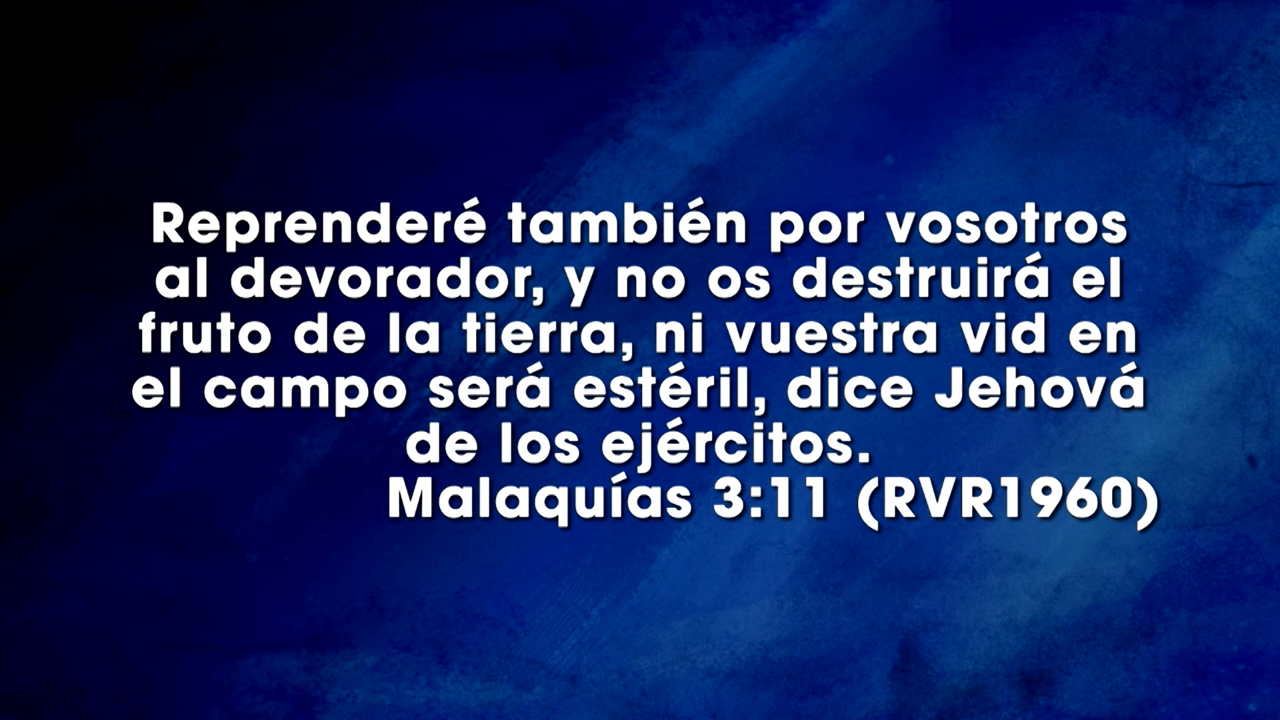 Reprenderé también por vosotros
al devorador, y no os destruirá el
fruto de la tierra, ni vuestra vid en
el campo será estéril, dice Jehová
de los ejércitos.
Malaquías 3:11 (RVR1960)